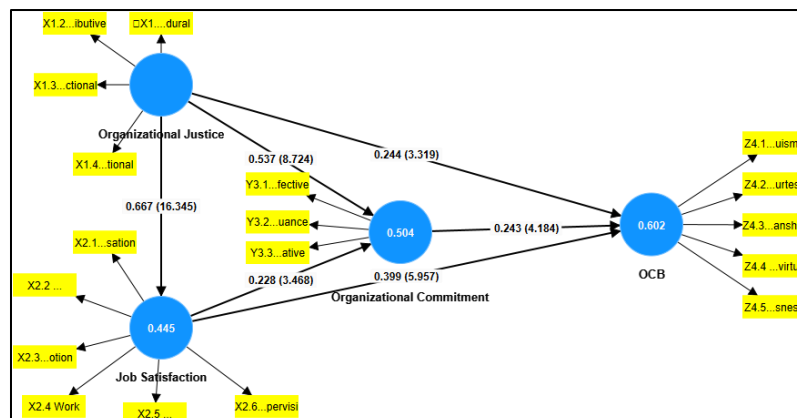 X1.2...ibutive
X1....dural
X1.3...ctional
Organizational Justice
X1.4...tional
0.537 (8.724)
0.244 (3.319)
Z4.1...uism
Y3.1...fective
Z4.2...urtes
0.667 (16.345)
Y3.2...uance
0.504
0.243 (4.184)
0.602
Z4.3...ansh
X2.1...sation
Y3.3...ative
Z4.4 ...virtu
0.228 (3.468)
0.399 (5.957)
OCB
X2.2 ...
Organizational Commitment
Z4.5...snes
0.445
X2.3...otion
Job Satisfaction
X2.4 Work
X2.5 ...
X2.6...pervisi